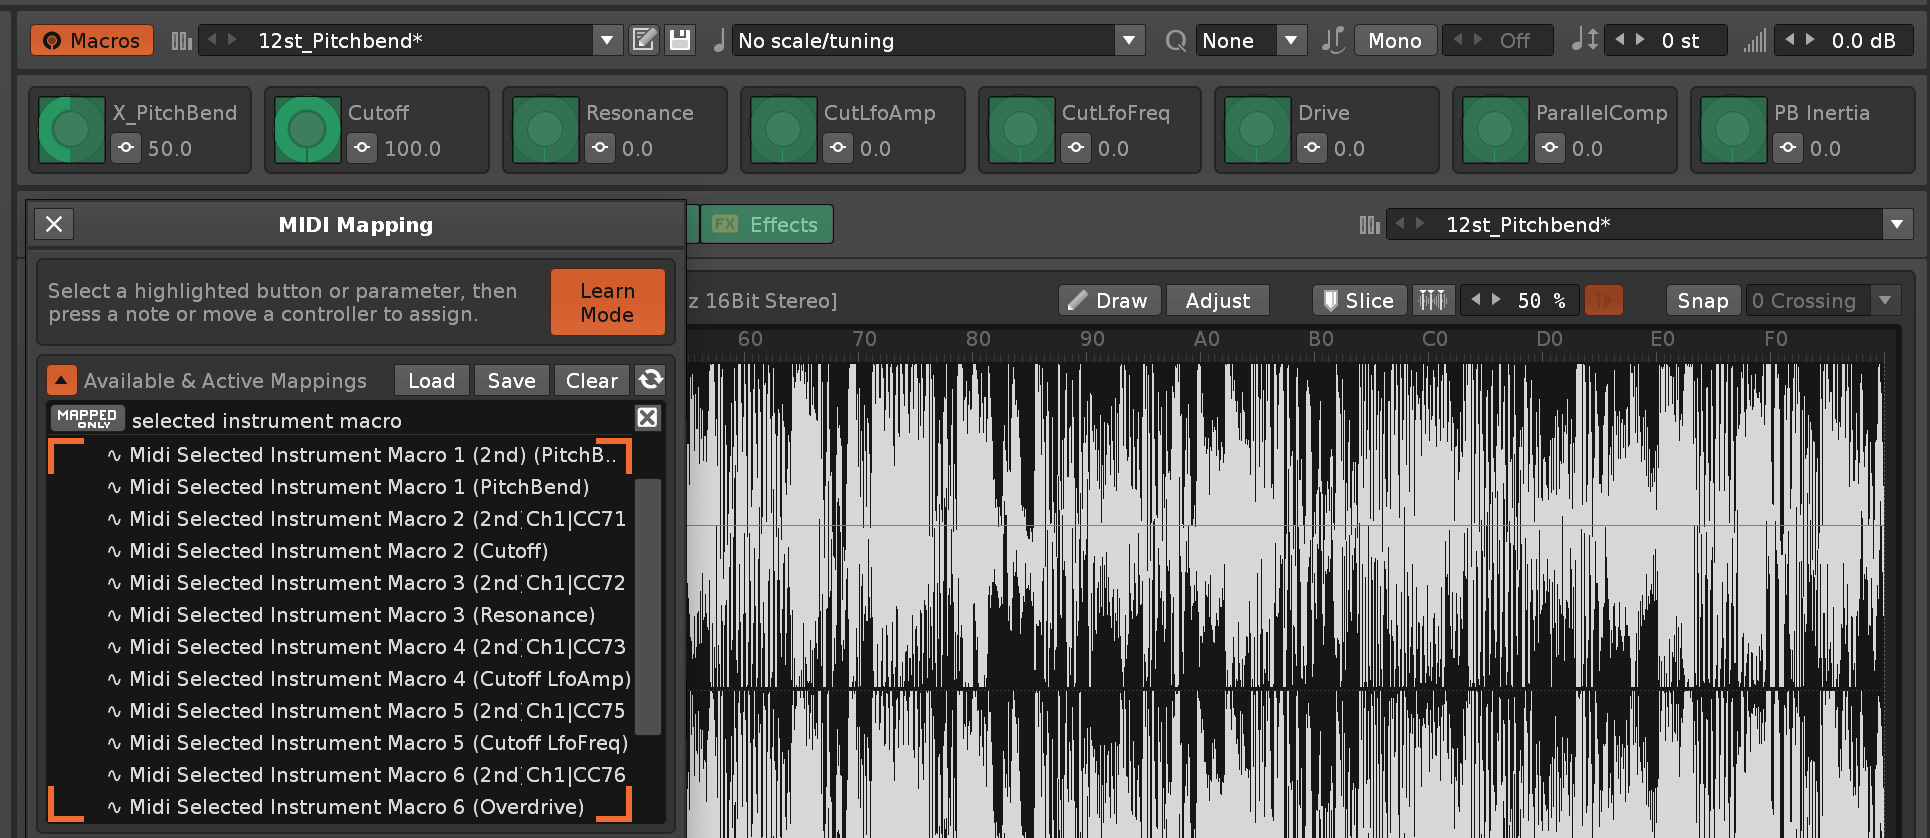 Macros 12st_Pitchbend* No scale/tuning None Mono Off 0 st 0.0 dB
X_PitchBend Cutoff Resonance CutLfoAmp CutLfoFreq Drive ParallelComp PB Inertia
50.0 100.0 0.0 0.0 0.0 0.0 0.0 0.0
MIDI Mapping
FX Effects 12st_Pitchbend*
Select a highlighted button or parameter, then
press a note or move a controller to assign.
Learn
Mode
z 16Bit Stereo] Draw Adjust Slice 50 % Snap 0 Crossing
60 70 80 90 A0 B0 C0 D0 E0 F0
Available & Active Mappings Load Save Clear
MAPPED
ONLY
selected instrument macro
Midi Selected Instrument Macro 1 (2nd) (PitchB..
Midi Selected Instrument Macro 1 (PitchBend)
Midi Selected Instrument Macro 2 (2nd Ch1|CC71
Midi Selected Instrument Macro 2 (Cutoff)
Midi Selected Instrument Macro 3 (2nd Ch1|CC72
Midi Selected Instrument Macro 3 (Resonance)
Midi Selected Instrument Macro 4 (2nd Ch1|CC73
Midi Selected Instrument Macro 4 (Cutoff LfoAmp)
Midi Selected Instrument Macro 5 (2nd Ch1|CC75
Midi Selected Instrument Macro 5 (Cutoff LfoFreq)
Midi Selected Instrument Macro 6 (2nd Ch1|CC76
Midi Selected Instrument Macro 6 (Overdrive)